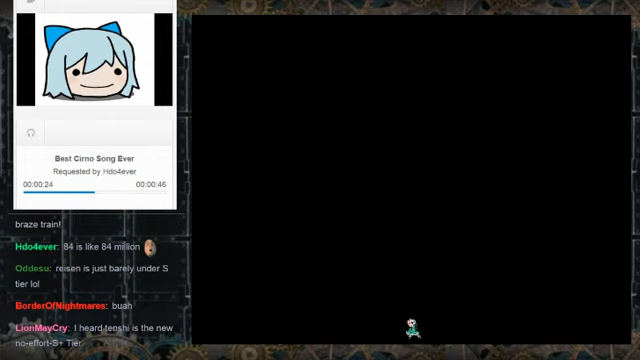 Best Cirno Song Ever
Requested by Hdo4ever
00:00:24 00:00:46
braze train!
Hdo4ever: 84 is like 84 million
Oddesu: reisen is just barely under S
tier lol
BorderOfNightmares: buah
LionMayCry: I heard tenshi is the new
no-effort-S+ Tier